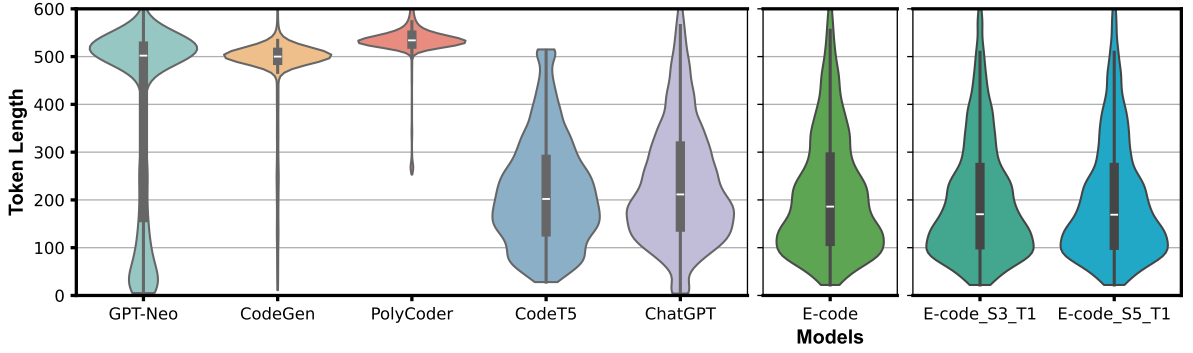 Token Length
600
500
400
300
200
100
0
GPT-Neo CodeGen PolyCoder CodeT5 ChatGPT E-code E-code_S3_T1 E-code_S5_T1
Models